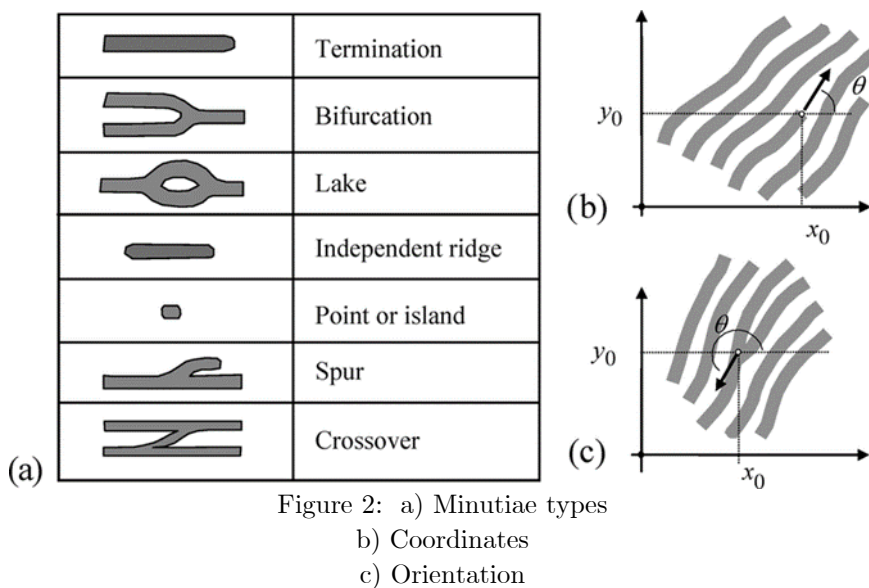 Termination
Bifurcation
Lake
Independent ridge
Point or island
Spur
Crossover
(a)
θ
y₀
x₀
(b)
θ
y₀
x₀
(c)
Figure 2: a) Minutiae types
b) Coordinates
c) Orientation